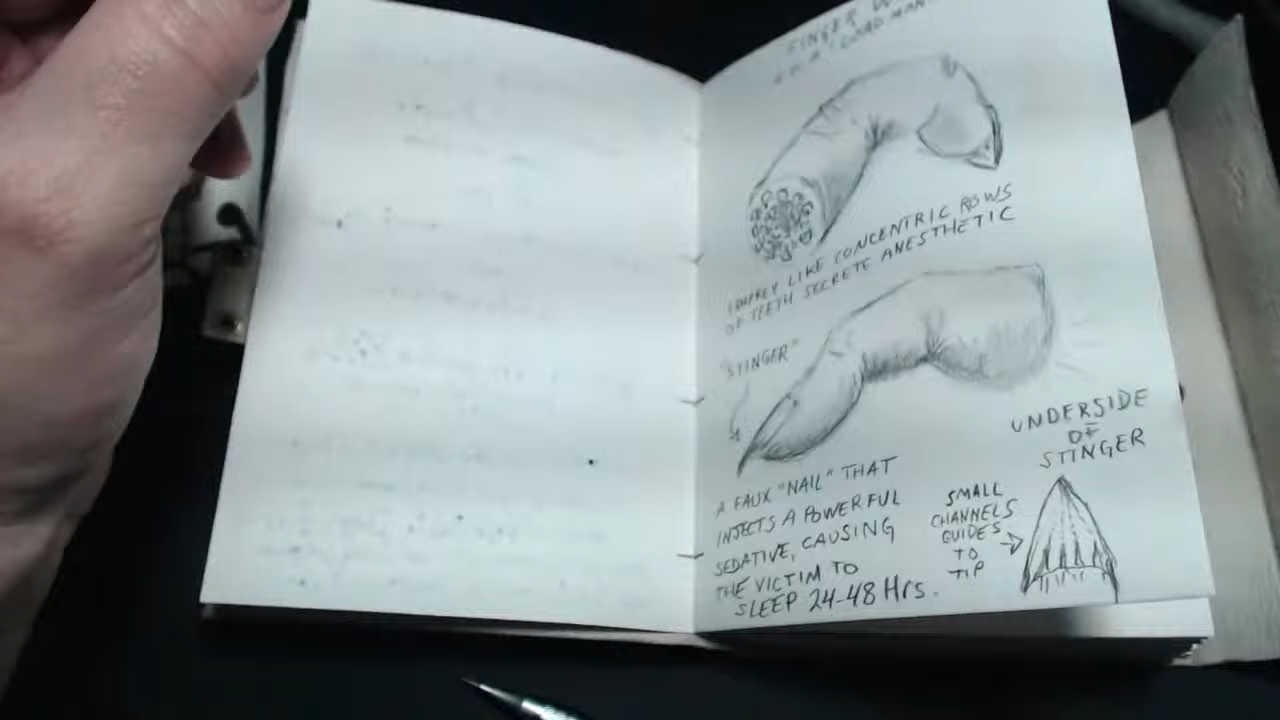 FINGER
LAMPREY LIKE CONCENTRIC ROWS
OF TEETH SECRETE ANESTHETIC
"STINGER"
A FAUX "NAIL" THAT
INJECTS A POWERFUL
SEDATIVE, CAUSING
THE VICTIM TO
SLEEP 24-48 Hrs.
UNDERSIDE
OF
STINGER
SMALL
CHANNELS
GUIDES
TO
TIP